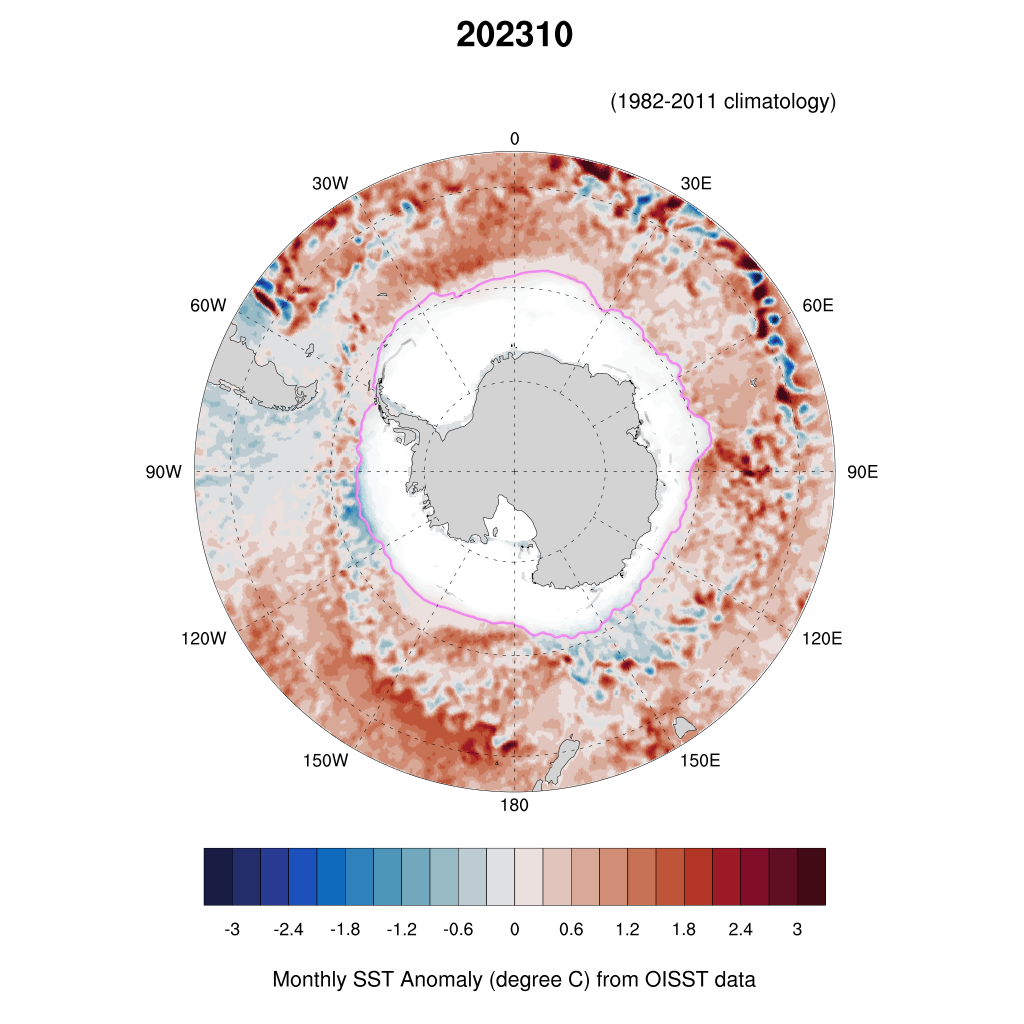 202310
(1982-2011 climatology)
0
30W
30E
60W
60E
90W
90E
120W
120E
150W
150E
180
-3 -2.4 -1.8 -1.2 -0.6 0 0.6 1.2 1.8 2.4 3
Monthly SST Anomaly (degree C) from OISST data